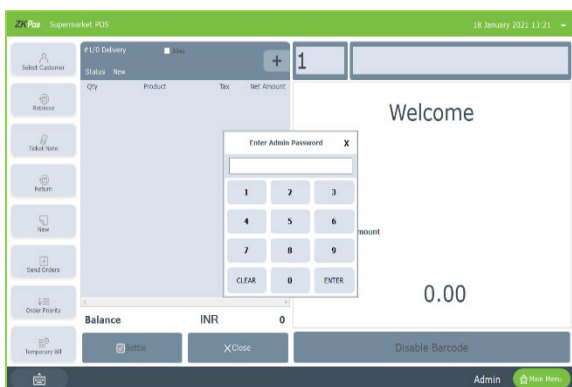 ZKPos Supermarket POS
18 January 2021 13:21
Select Customer
#1/0 Delivery
Status New
+
1
Qty Product Tax Net Amount
Retrieve
Ticket Note
Return
New
Send Orders
Order Priority
Temporary Bill
Welcome
Enter Admin Password X
1 2 3
4 5 6
7 8 9
CLEAR 0 ENTER
mount
0.00
Balance INR 0
Settle
X Close
Disable Barcode
Admin
Main Menu